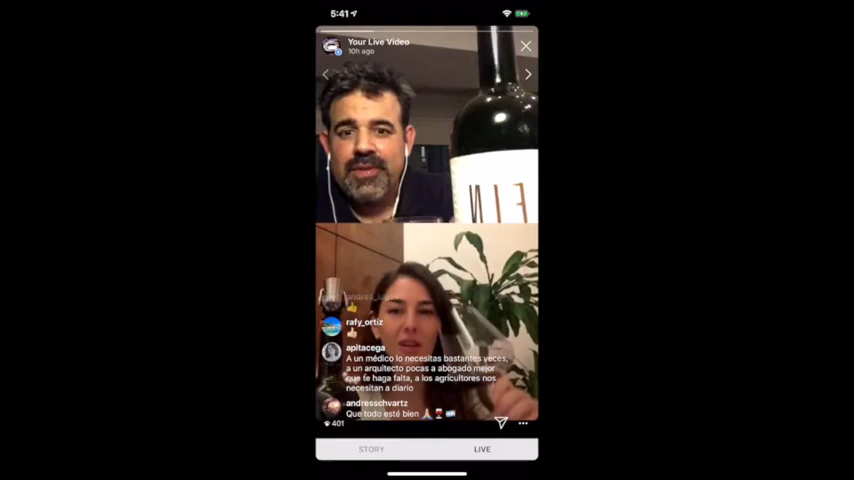 5:41
Your Live Video
10h ago
FIN
rafy_ortiz
apitacega
A un médico lo necesitas bastantes veces,
a un arquitecto pocas a abogado mejor
que te haga falta, a los agricultores nos
necesitan a diario
andresschvartz
Que todo esté bien
401
STORY
LIVE